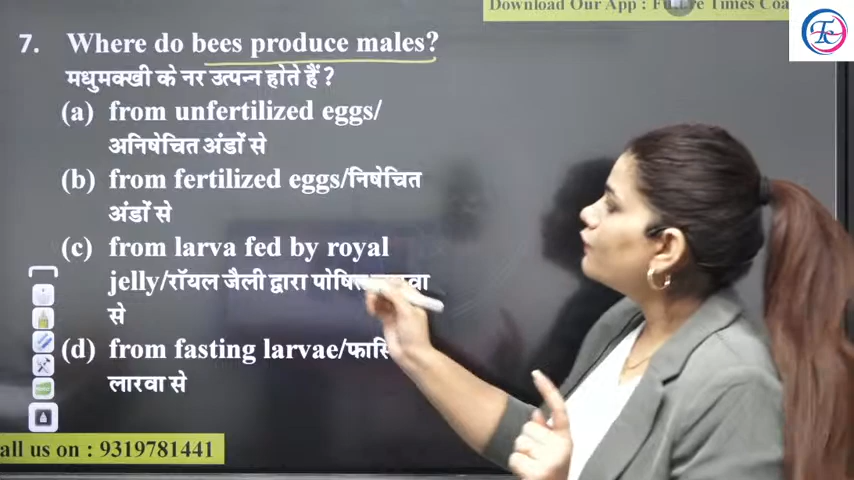 Download Our App : Future Times Coa
7. Where do bees produce males?
मधुमक्खी के नर उत्पन्न होते हैं ?
(a) from unfertilized eggs/
अनिषेचित अंडों से
(b) from fertilized eggs/निषेचित
अंडों से
(c) from larva fed by royal
jelly/रॉयल जैली द्वारा
से
(d) from fasting larvae/
लारवा से
all us on : 9319781441